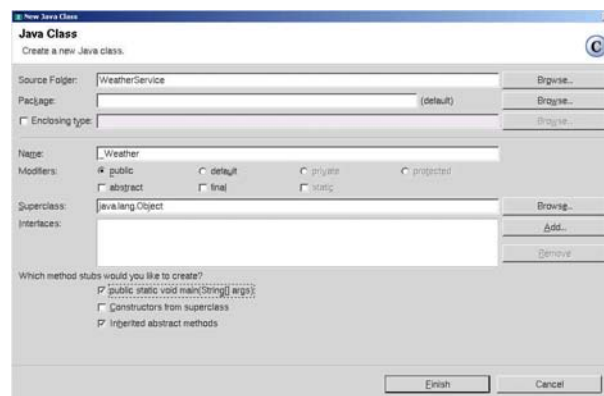 New Java Class
Java Class
Create a new Java class.
C
Source Folder: WeatherService Browse...
Package: (default) Browse...
Enclosing type: Browse...
Name: _Weather
Modifiers: public default private protected
abstract final static
Superclass: java.lang.Object Browse...
Interfaces: Add...
Remove
Which method stubs would you like to create?
public static void main(String[] args)
Constructors from superclass
Inherited abstract methods
Finish Cancel